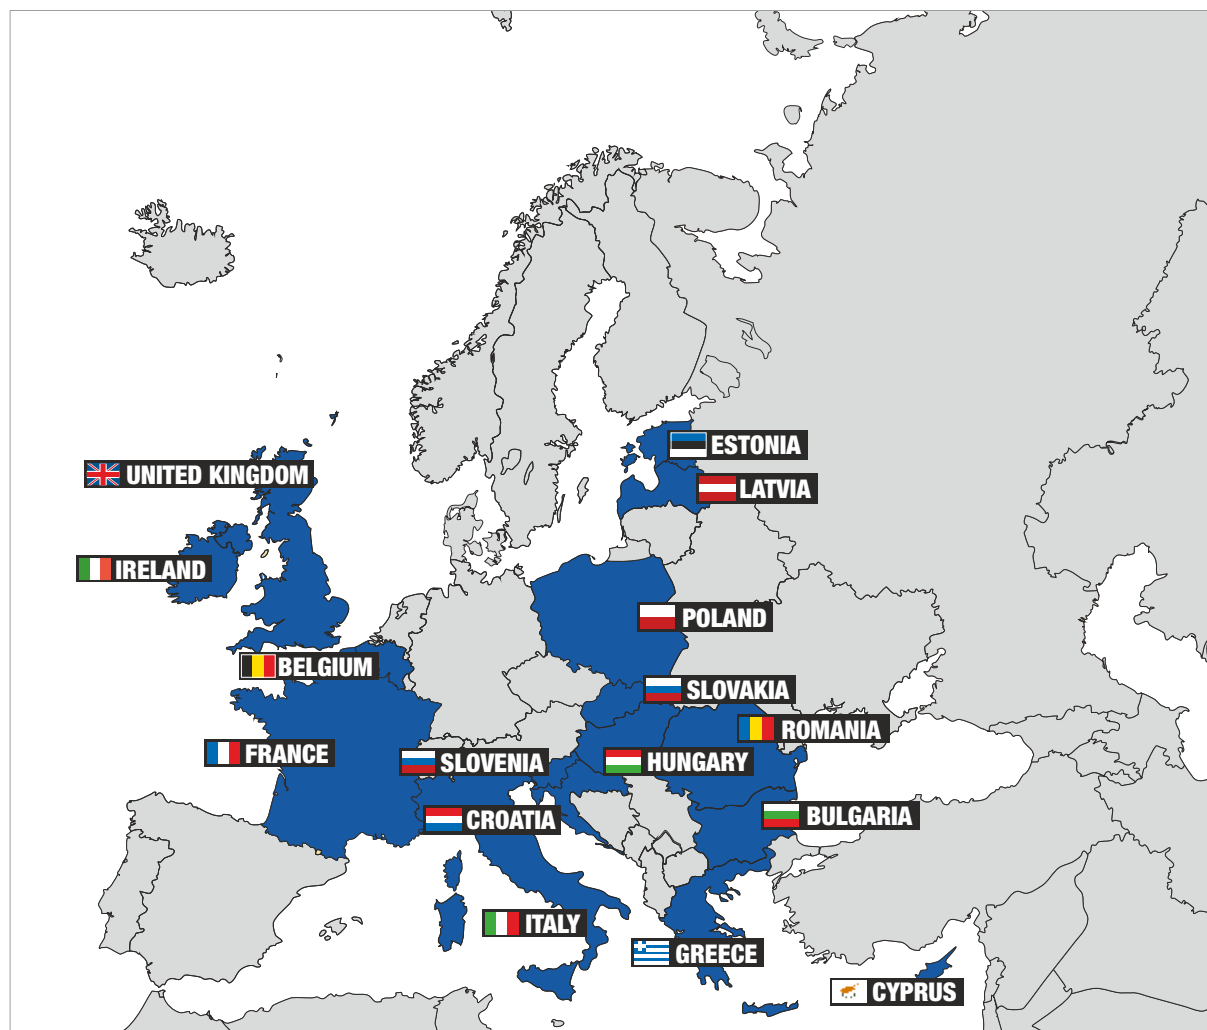 ESTONIA
UNITED KINGDOM
LATVIA
IRELAND
POLAND
BELGIUM
SLOVAKIA
ROMANIA
FRANCE
SLOVENIA
HUNGARY
CROATIA
BULGARIA
ITALY
GREECE
CYPRUS